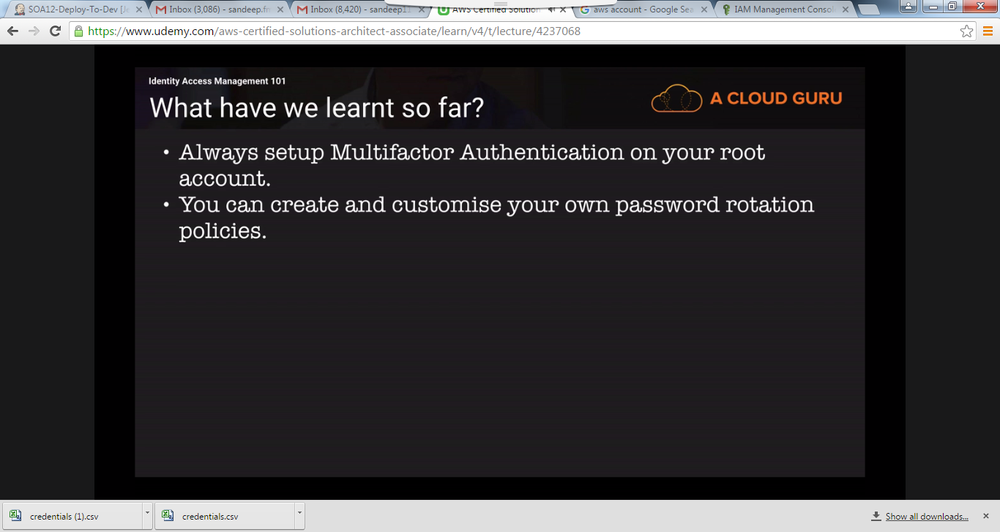 SOA12-Deploy-To-Dev [Je
Inbox (3,086) - sandeep.fr
Inbox (8,420) - sandeep11
AWS Certified Solution
aws account - Google Sea
IAM Management Consol
https://www.udemy.com/aws-certified-solutions-architect-associate/learn/v4/t/lecture/4237068
Identity Access Management 101
What have we learnt so far?
A CLOUD GURU
• Always setup Multifactor Authentication on your root
account.
• You can create and customise your own password rotation
policies.
credentials (1).csv
credentials.csv
Show all downloads...